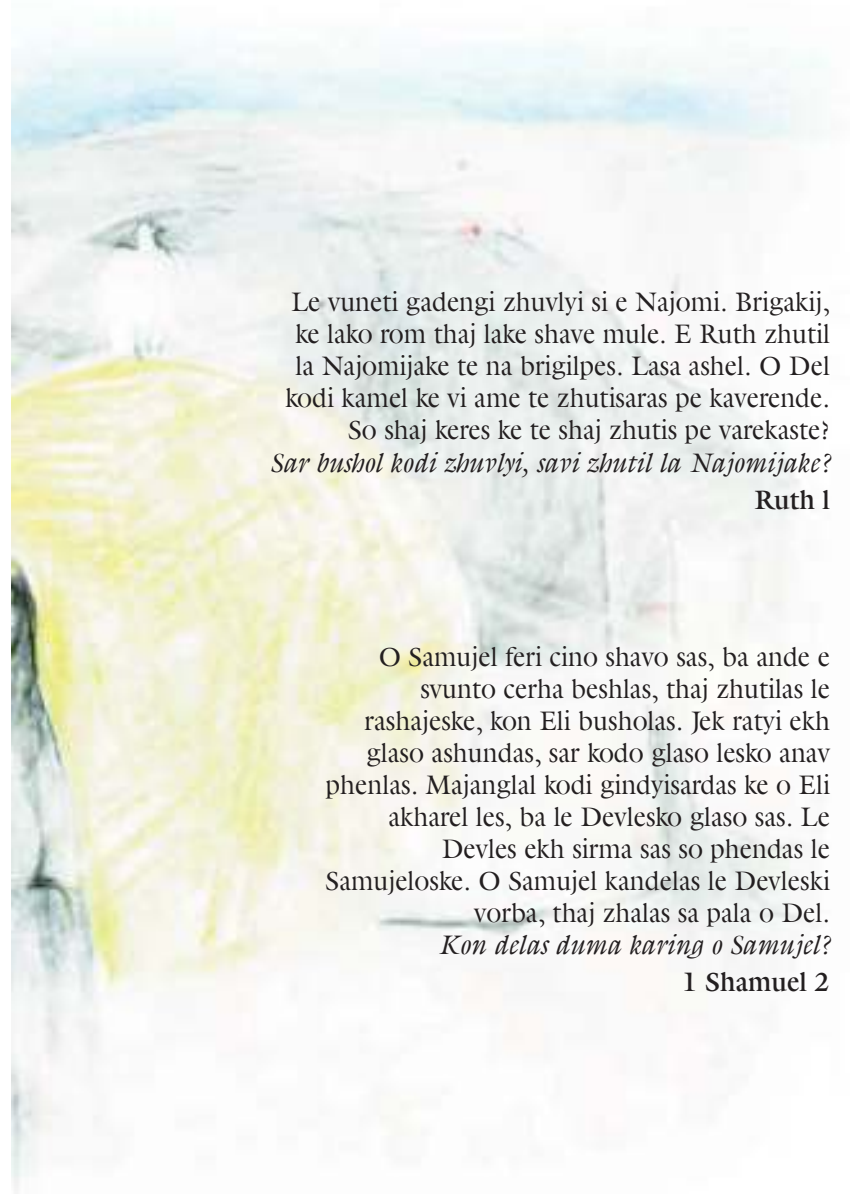 Le vuneti gadengi zhuvlyi si e Najomi. Brigakij,
ke lako rom thaj lake shave mule. E Ruth zhutil
la Najomijake te na brigilpes. Lasa ashel. O Del
kodi kamel ke vi ame te zhutisaras pe kaverende.
So shaj keres ke te shaj zhutis pe varekaste?
Sar bushol kodi zhuvlyi, savi zhutil la Najomijake?
Ruth 1
O Samujel feri cino shavo sas, ba ande e
svunto cerha beshlas, thaj zhutilas le
rashajeske, kon Eli busholas. Jek ratyi ekh
glaso ashundas, sar kodo glaso lesko anav
phenlas. Majanglal kodi gindyisardas ke o Eli
akharel les, ba le Devlesko glaso sas. Le
Devles ekh sirma sas so phendas le
Samujeloske. O Samujel kandelas le Devleski
vorba, thaj zhalas sa pala o Del.
Kon delas duma karing o Samujel?
1 Shamuel 2